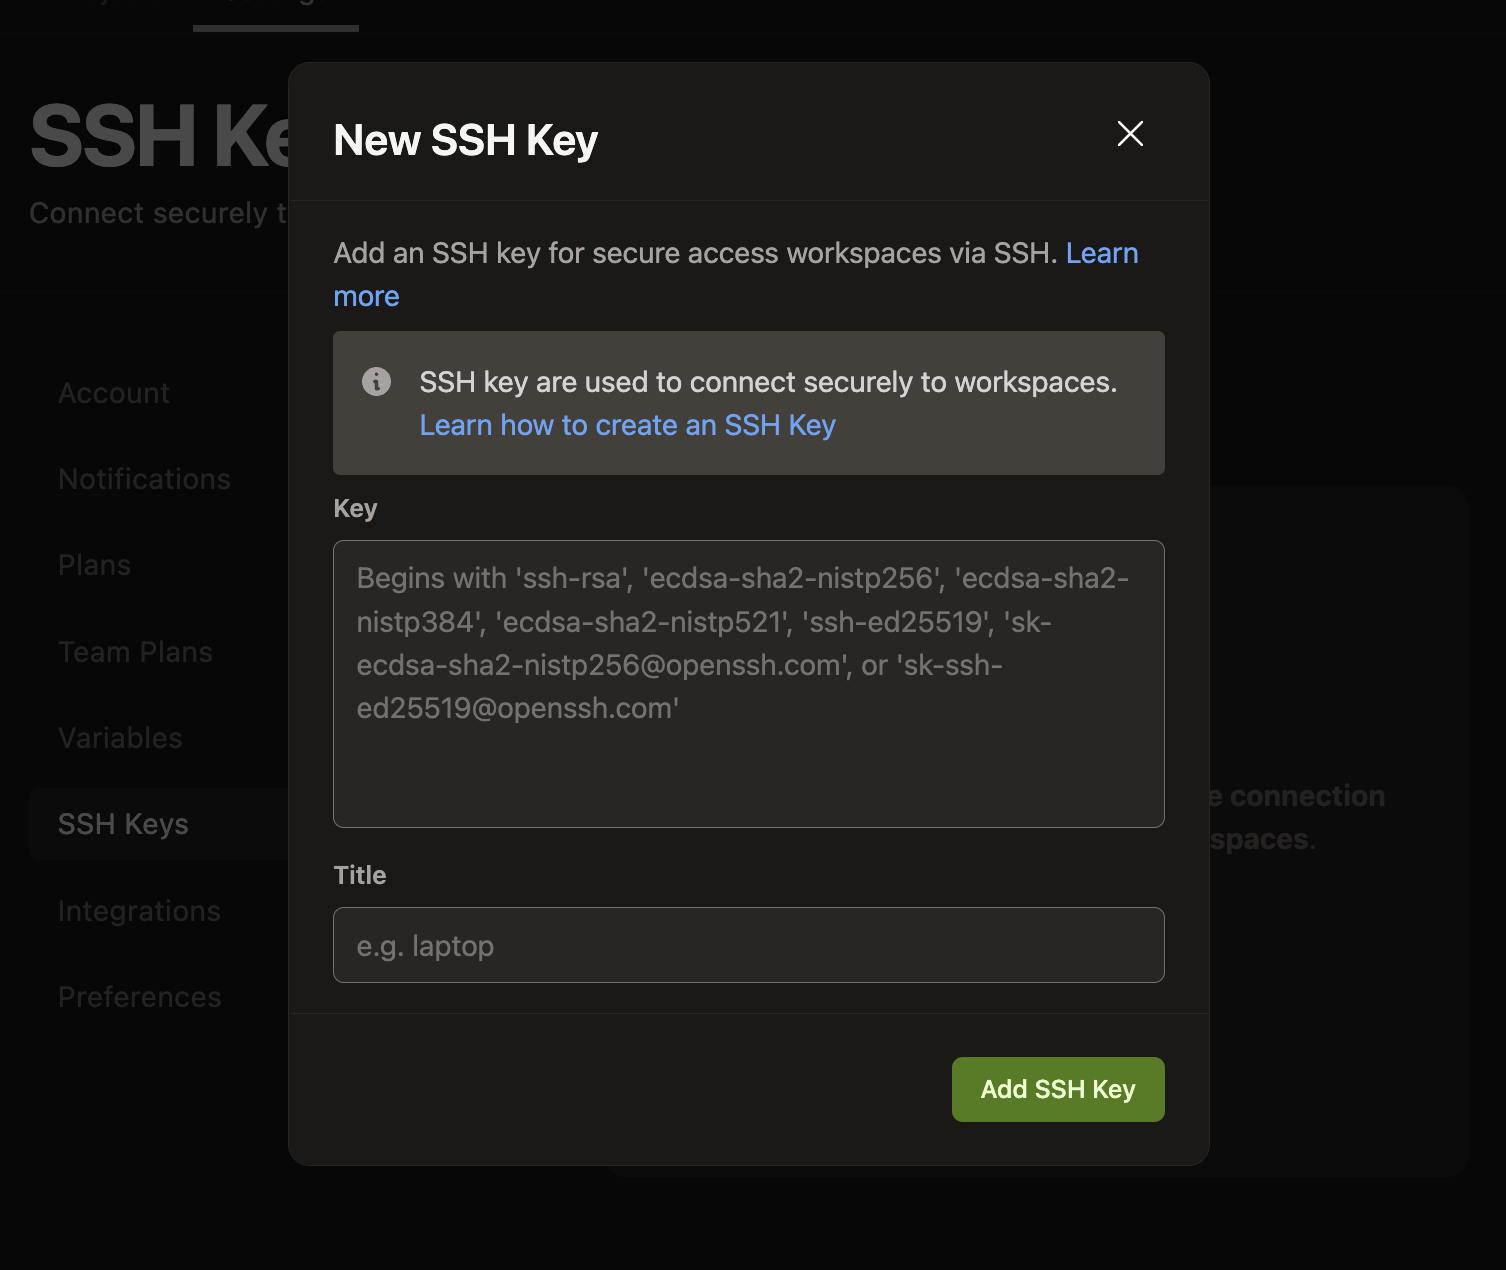 SSH Ke
Connect securely t
New SSH Key
Add an SSH key for secure access workspaces via SSH. Learn
more
SSH key are used to connect securely to workspaces.
Learn how to create an SSH Key
Key
Begins with 'ssh-rsa', 'ecdsa-sha2-nistp256', 'ecdsa-sha2-
nistp384', 'ecdsa-sha2-nistp521', 'ssh-ed25519', 'sk-
ecdsa-sha2-nistp256@openssh.com', or 'sk-ssh-
ed25519@openssh.com'
Title
e.g. laptop
Add SSH Key
Account
Notifications
Plans
Team Plans
Variables
SSH Keys
Integrations
Preferences
e connection
spaces.